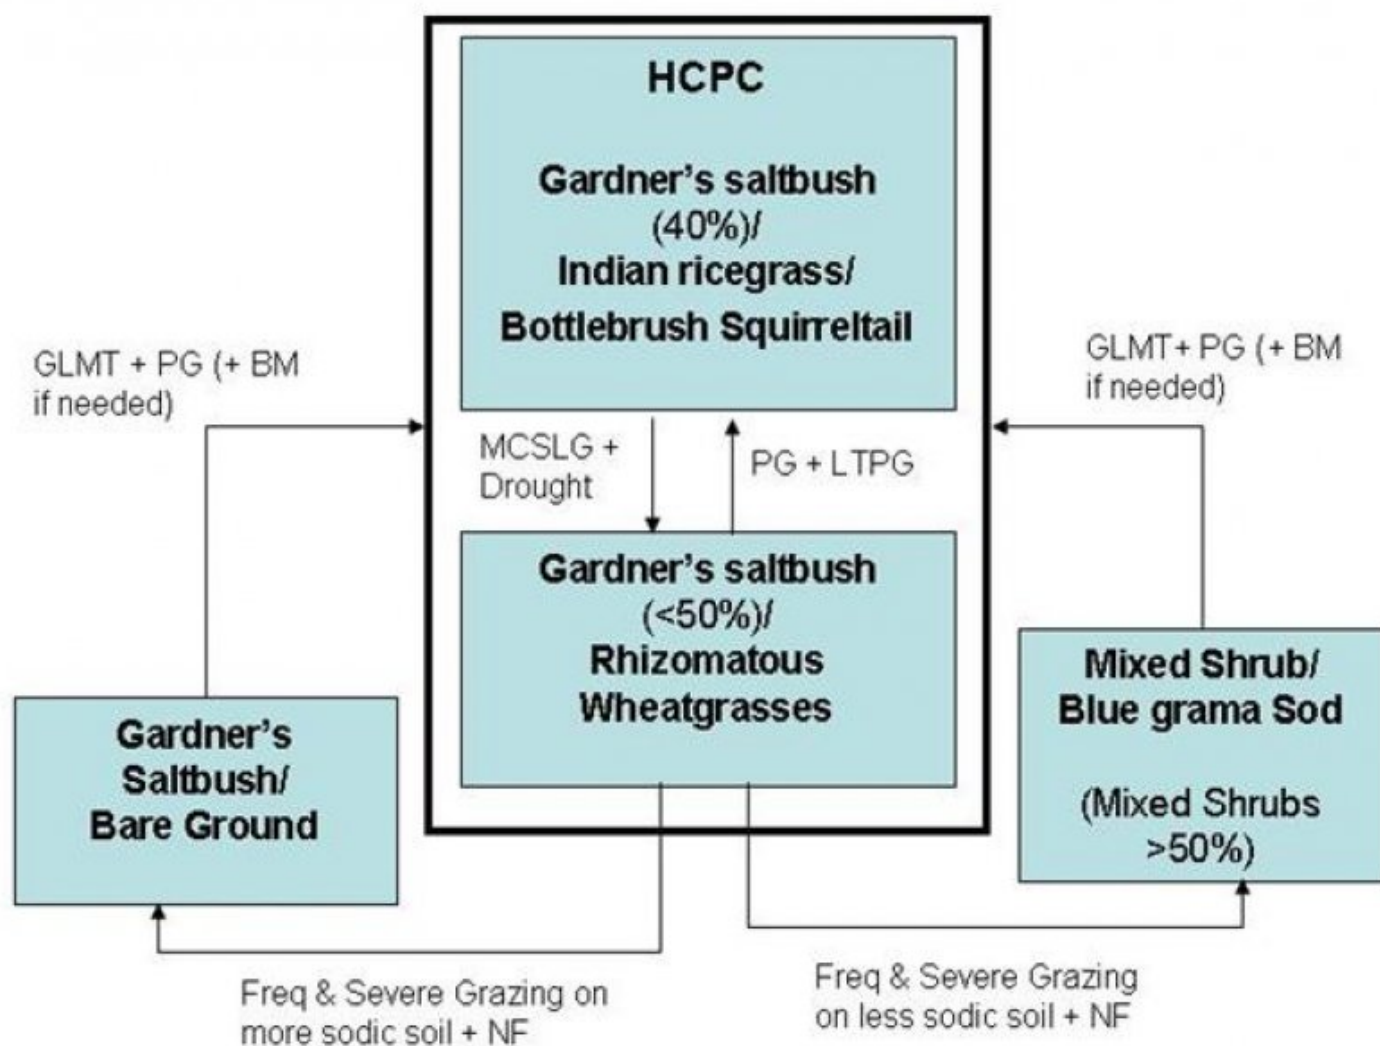 HCPC
Gardner's saltbush
(40%)/
Indian ricegrass/
Bottlebrush Squirreltail
GLMT + PG (+ BM
if needed)
GLMT+ PG (+ BM
if needed)
MCSLG +
Drought
PG + LTPG
Gardner's saltbush
(<50%)/
Rhizomatous
Wheatgrasses
Gardner's
Saltbush/
Bare Ground
Mixed Shrub/
Blue grama Sod
(Mixed Shrubs
>50%)
Freq & Severe Grazing on
more sodic soil + NF
Freq & Severe Grazing
on less sodic soil + NF